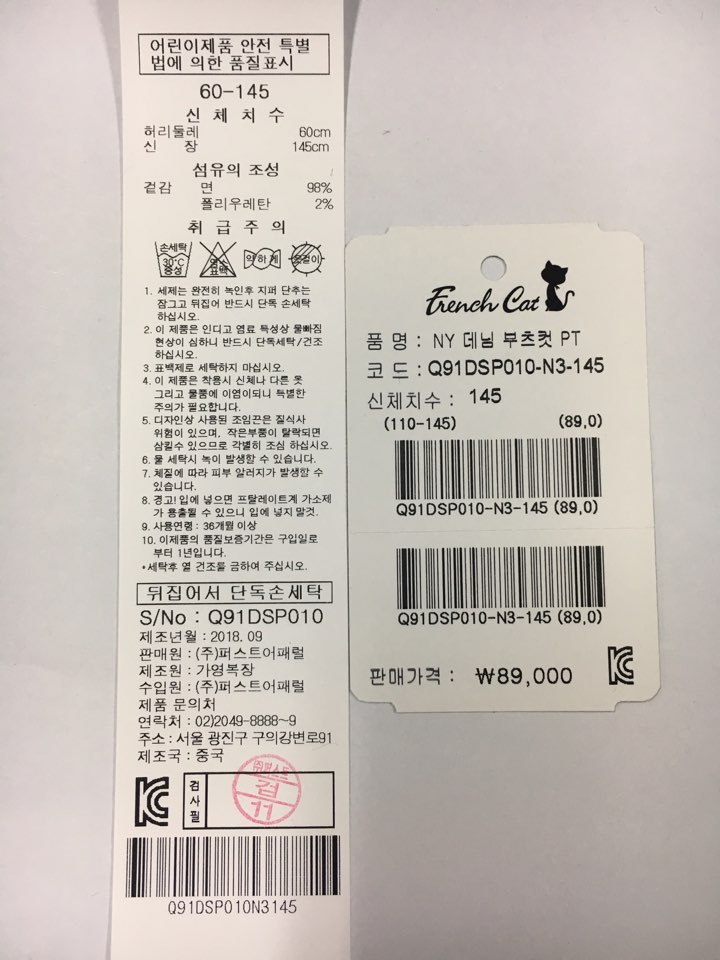 어린이제품 안전 특별
법에 의한 품질표시
60-145
신 체 치 수
허리둘레 60cm
신 장 145cm
섬유의 조성
겉감 면 98%
폴리우레탄 2%
취 급 주 의
손세탁
30°C
중성
염소
표백
약하게
옷걸이
1. 세제는 완전히 녹인후 지퍼 단추는
잠그고 뒤집어 반드시 단독 손세탁
하십시오.
2. 이 제품은 인디고 염료 특성상 물빠짐
현상이 심하니 반드시 단독세탁/건조
하십시오.
3. 표백제로 세탁하지 마십시오.
4. 이 제품은 착용시 신체나 다른 옷
그리고 물품에 이염이되니 특별한
주의가 필요합니다.
5. 디자인상 사용된 조임끈은 질식사
위험이 있으며, 작은부품이 탈락되면
삼킬수 있으므로 각별히 조심 하십시오.
6. 물 세탁시 녹이 발생할 수 있습니다.
7. 체질에 따라 피부 알러지가 발생할 수
있습니다.
8. 경고! 입에 넣으면 프탈레이트계 가소제
가 용출될 수 있으니 입에 넣지 말것.
9. 사용연령 : 36개월 이상
10. 이제품의 품질보증기간은 구입일로
부터 1년입니다.
*세탁후 열 건조를 금하여 주십시오.
뒤집어서 단독손세탁
S/No : Q91DSP010
제조년월 : 2018. 09
판매원 : (주)퍼스트어패럴
제조원 : 가영복장
수입원 : (주)퍼스트어패럴
제품 문의처
연락처 : 02)2049-8888~9
주소 : 서울 광진구 구의강변로91
제조국 : 중국
검사필
㈜퍼스트
검
11
Q91DSP010N3145
French Cat
품 명 : NY 데님 부츠컷 PT
코 드 : Q91DSP010-N3-145
신체치수 : 145
(110-145) (89,0)
Q91DSP010-N3-145 (89,0)
Q91DSP010-N3-145 (89,0)
판매가격 : ₩89,000